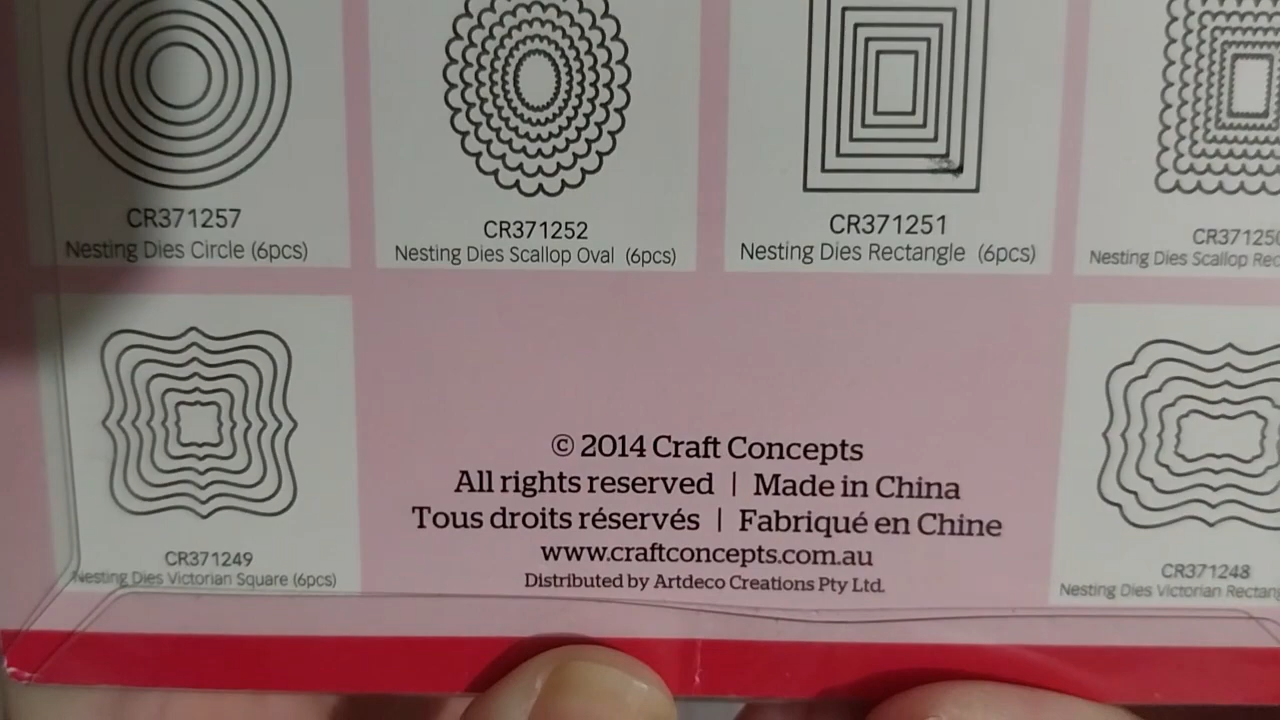 CR371257
Nesting Dies Circle (6pcs)
CR371252
Nesting Dies Scallop Oval (6pcs)
CR371251
Nesting Dies Rectangle (6pcs)
Nesting Dies Scallop
CR371249
Nesting Dies Victorian Square (6pcs)
© 2014 Craft Concepts
All rights reserved | Made in China
Tous droits réservés | Fabriqué en Chine
www.craftconcepts.com.au
Distributed by Artdeco Creations Pty Ltd.
CR371248
Nesting Dies Victorian